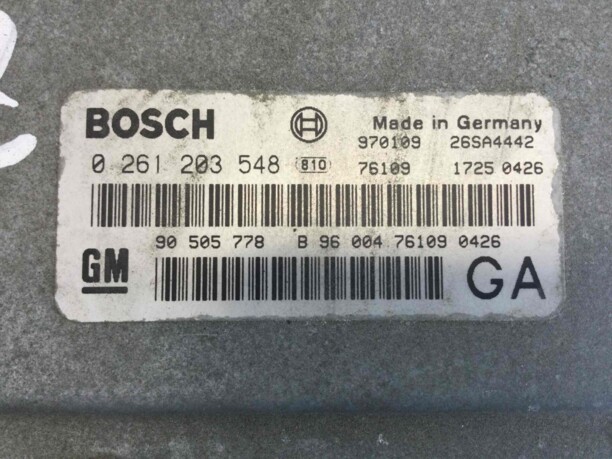 BOSCH Made in Germany
970109 26SA4442
0 261 203 548 810 76109 1725 0426
90 505 778 B 96 004 76109 0426
GM GA